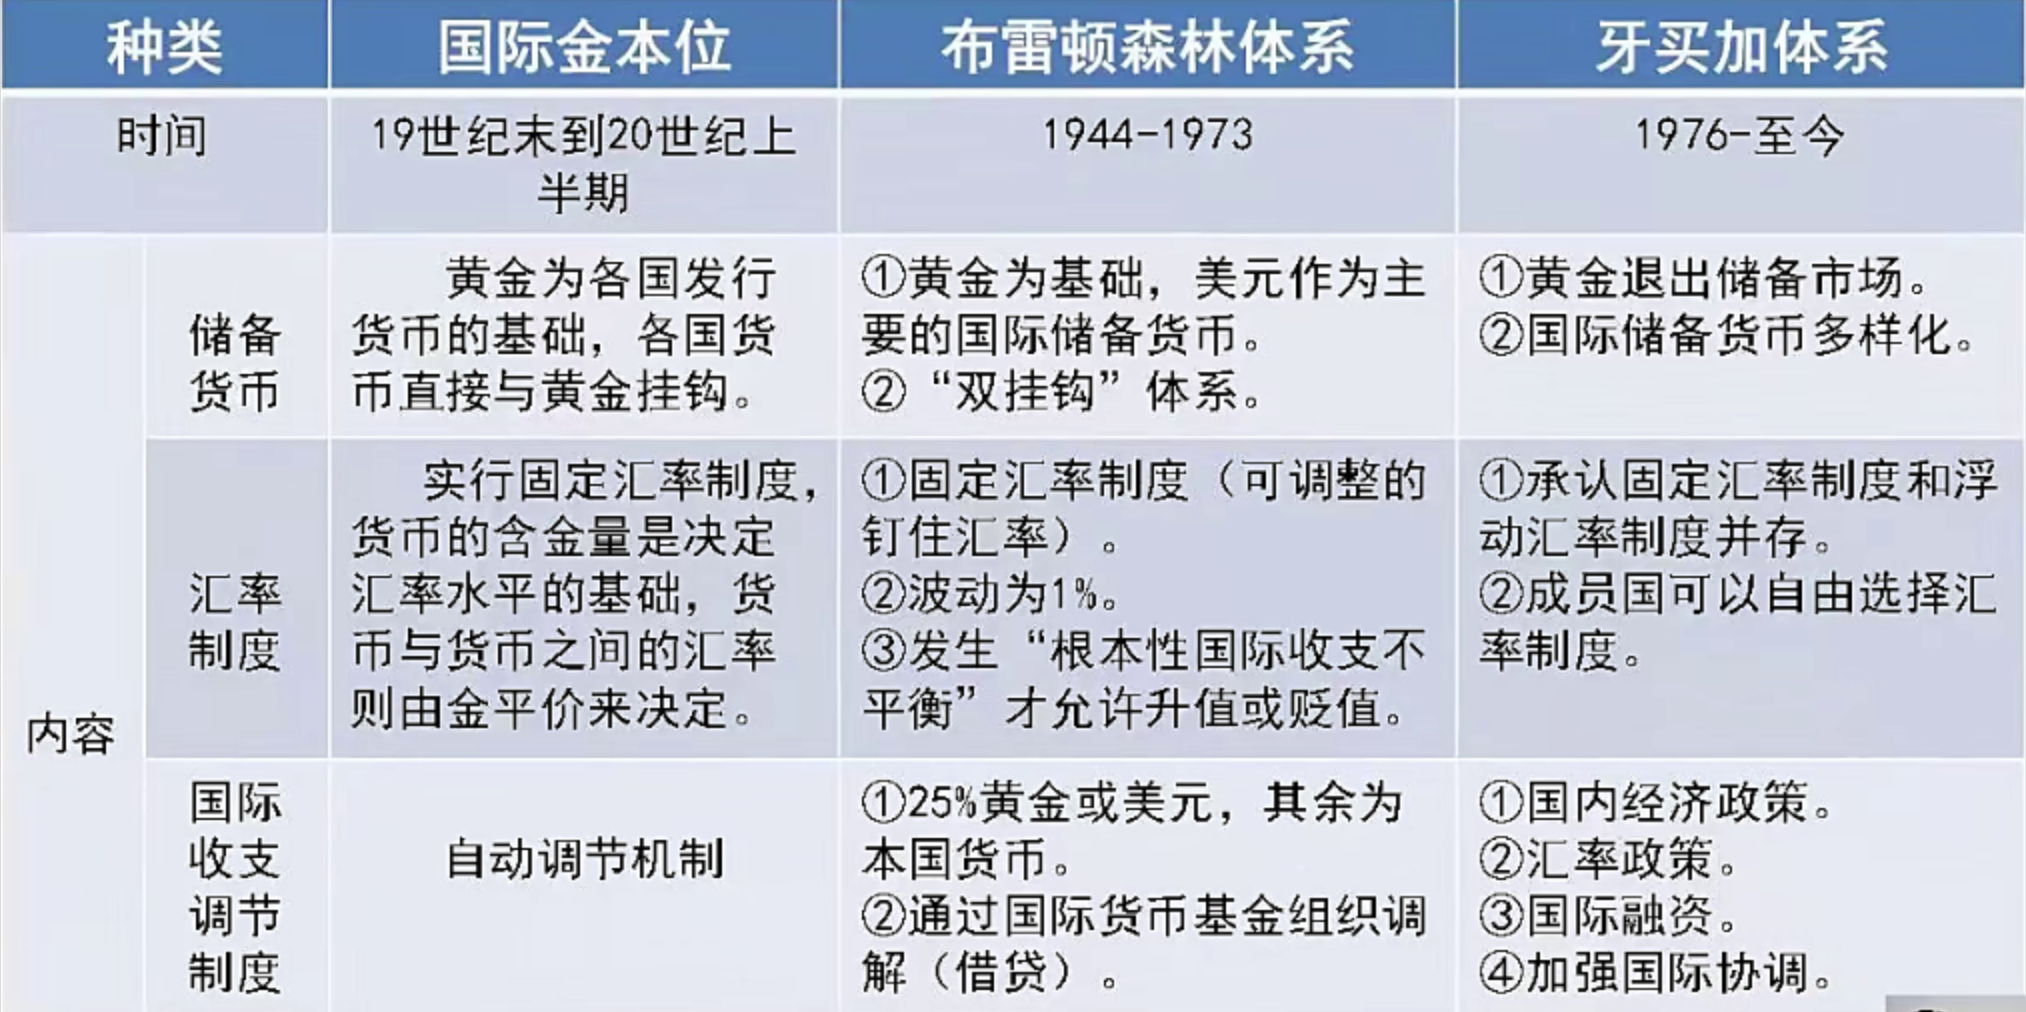 种类
国际金本位
布雷顿森林体系
牙买加体系
时间
19世纪末到20世纪上
半期
1944-1973
1976-至今
内容
储备
货币
黄金为各国发行
货币的基础，各国货
币直接与黄金挂钩。
①黄金为基础，美元作为主
要的国际储备货币。
②“双挂钩”体系。
①黄金退出储备市场。
②国际储备货币多样化。
汇率
制度
实行固定汇率制度，
货币的含金量是决定
汇率水平的基础，货
币与货币之间的汇率
则由金平价来决定。
①固定汇率制度（可调整的
钉住汇率）。
②波动为1%。
③发生“根本性国际收支不
平衡”才允许升值或贬值。
①承认固定汇率制度和浮
动汇率制度并存。
②成员国可以自由选择汇
率制度。
国际
收支
调节
制度
自动调节机制
①25%黄金或美元，其余为
本国货币。
②通过国际货币基金组织调
解（借贷）。
①国内经济政策。
②汇率政策。
③国际融资。
④加强国际协调。